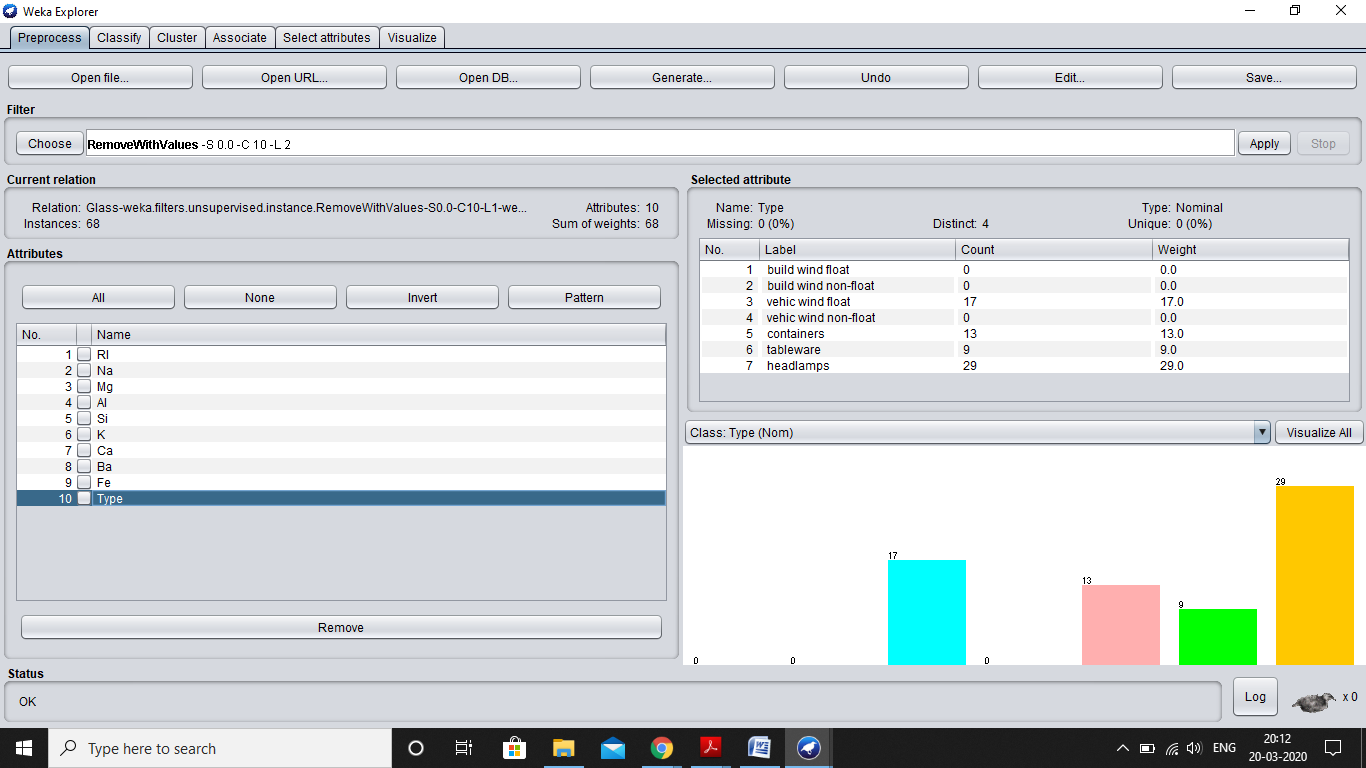 Weka Explorer
Preprocess Classify Cluster Associate Select attributes Visualize
Open file... Open URL... Open DB... Generate... Undo Edit... Save...
Filter
Choose RemoveWithValues -S 0.0 -C 10 -L 2 Apply Stop
Current relation
Relation: Glass-weka.filters.unsupervised.instance.RemoveWithValues-S0.0-C10-L1-we... Attributes: 10
Instances: 68 Sum of weights: 68
Attributes
All None Invert Pattern
No. Name
1 RI
2 Na
3 Mg
4 Al
5 Si
6 K
7 Ca
8 Ba
9 Fe
10 Type
Remove
Selected attribute
Name: Type Type: Nominal
Missing: 0 (0%) Distinct: 4 Unique: 0 (0%)
No. Label Count Weight
1 build wind float 0 0.0
2 build wind non-float 0 0.0
3 vehic wind float 17 17.0
4 vehic wind non-float 0 0.0
5 containers 13 13.0
6 tableware 9 9.0
7 headlamps 29 29.0
Class: Type (Nom) Visualize All
0 0 17 0 13 9 29
Status
OK
Log x 0
Type here to search
ENG 20:12
20-03-2020